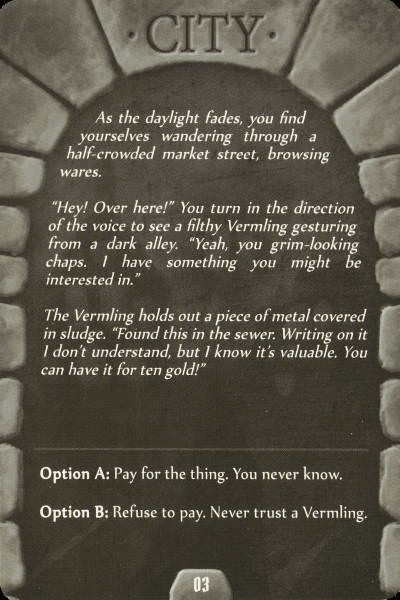 ·CITY·
As the daylight fades, you find
yourselves wandering through a
half-crowded market street, browsing
wares.
“Hey! Over here!” You turn in the direction
of the voice to see a filthy Vermling gesturing
from a dark alley. “Yeah, you grim-looking
chaps. I have something you might be
interested in.”
The Vermling holds out a piece of metal covered
in sludge. “Found this in the sewer. Writing on it
I don’t understand, but I know it’s valuable. You
can have it for ten gold!”
Option A: Pay for the thing. You never know.
Option B: Refuse to pay. Never trust a Vermling.
03